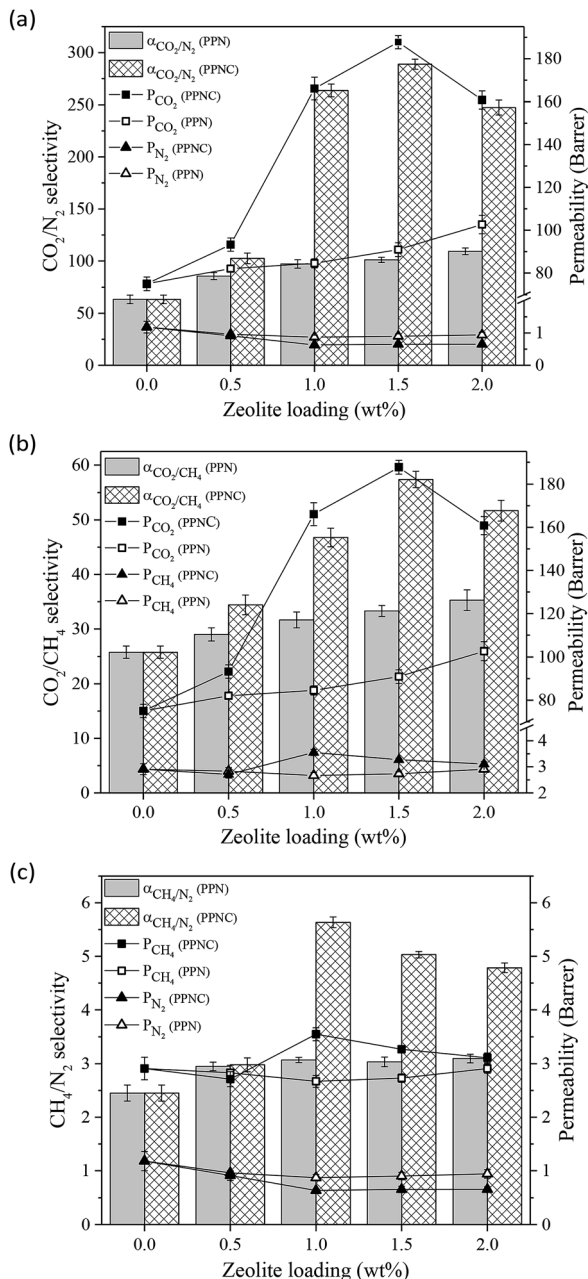 (a)
α CO2/N2 (PPN)
α CO2/N2 (PPNC)
P CO2 (PPNC)
P CO2 (PPN)
P N2 (PPNC)
P N2 (PPN)
CO2/N2 selectivity
300
250
200
150
100
50
0
Permeability (Barrer)
180
160
140
120
100
80
1
0
0.0 0.5 1.0 1.5 2.0
Zeolite loading (wt%)
(b)
α CO2/CH4 (PPN)
α CO2/CH4 (PPNC)
P CO2 (PPNC)
P CO2 (PPN)
P CH4 (PPNC)
P CH4 (PPN)
CO2/CH4 selectivity
60
50
40
30
20
10
0
Permeability (Barrer)
180
160
140
120
100
80
4
3
2
0.0 0.5 1.0 1.5 2.0
Zeolite loading (wt%)
(c)
α CH4/N2 (PPN)
α CH4/N2 (PPNC)
P CH4 (PPNC)
P CH4 (PPN)
P N2 (PPNC)
P N2 (PPN)
CH4/N2 selectivity
6
5
4
3
2
1
0
Permeability (Barrer)
6
5
4
3
2
1
0
0.0 0.5 1.0 1.5 2.0
Zeolite loading (wt%)